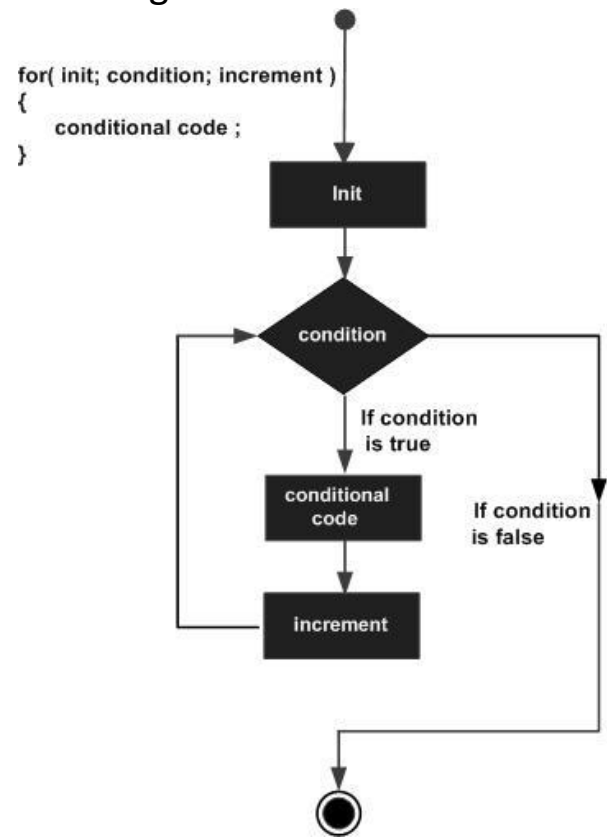 for( init; condition; increment )
{
conditional code ;
}
Init
condition
If condition
is true
conditional
code
If condition
is false
increment